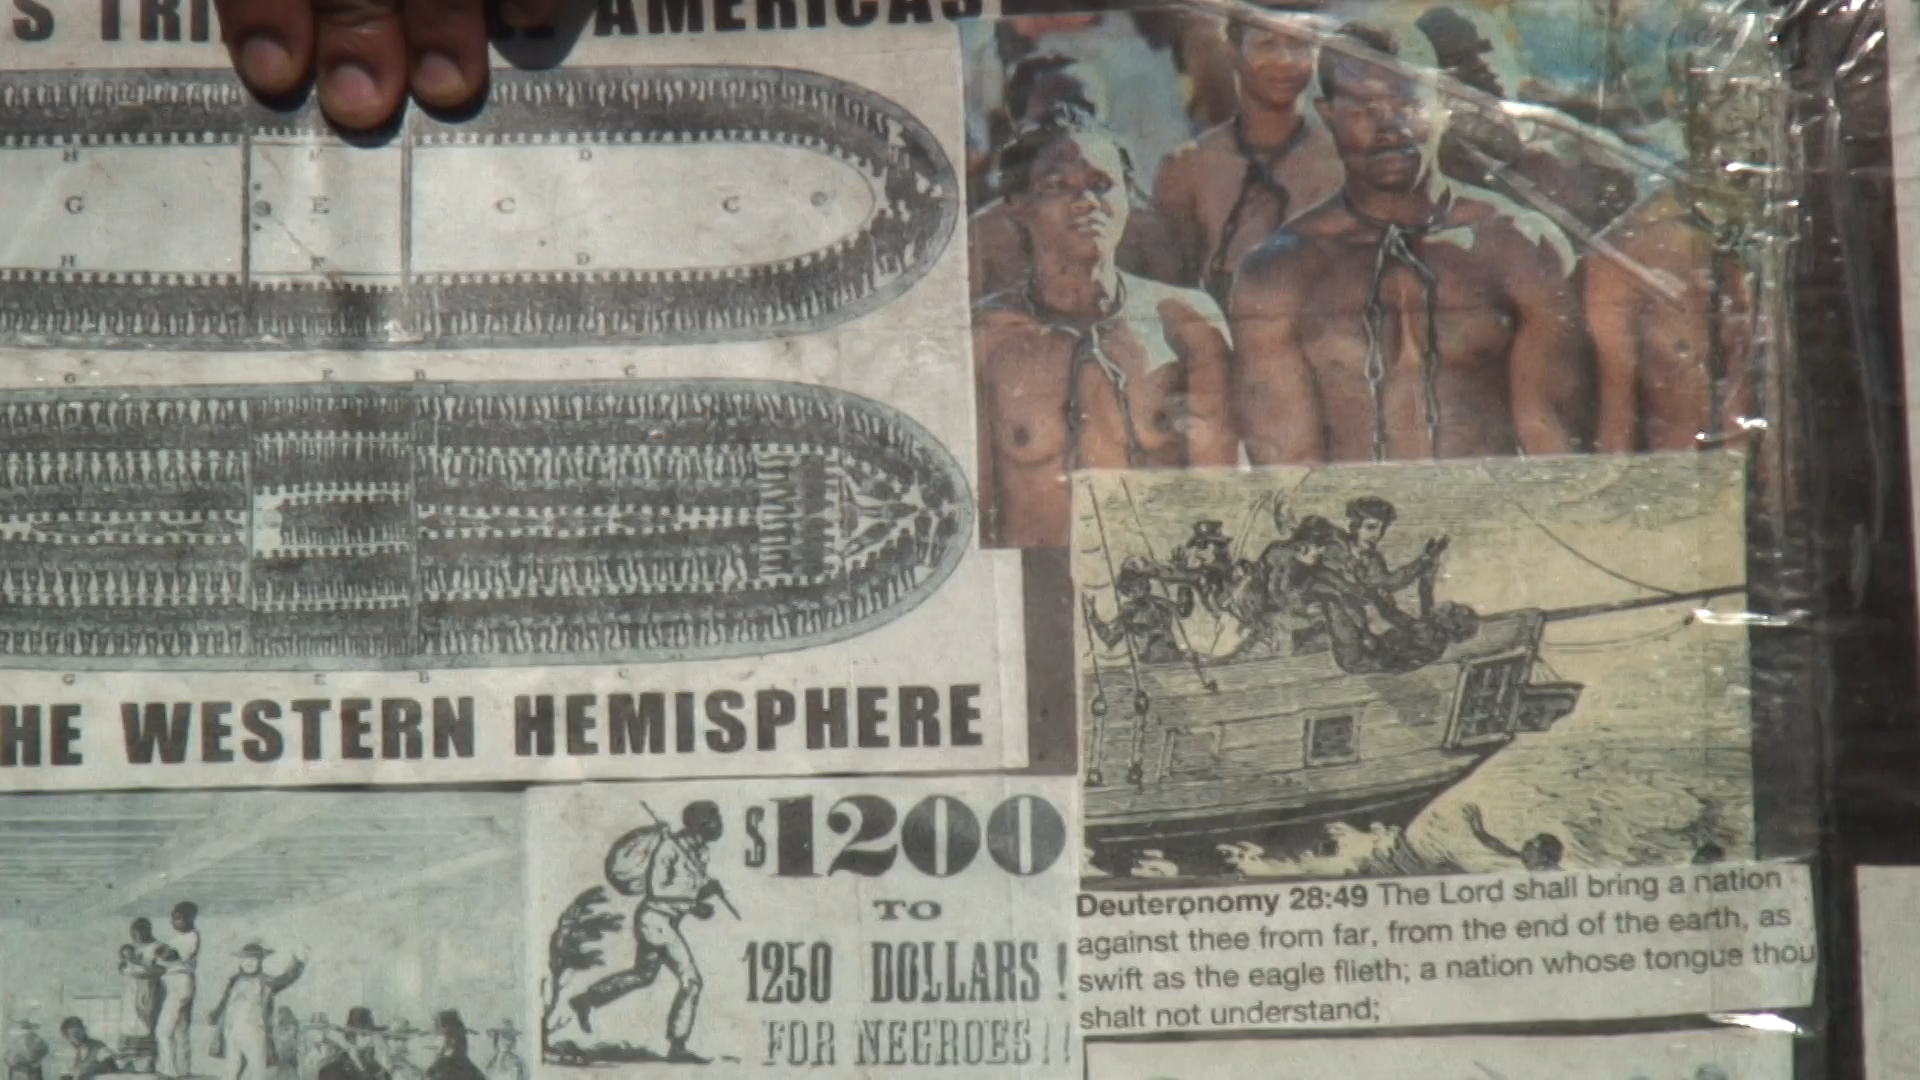 AMERICAS
H E D
G E C C
H E D
G E B C
G E B C
HE WESTERN HEMISPHERE
$1200
TO
1250 DOLLARS!
FOR NEGROES!!
Deuteronomy 28:49 The Lord shall bring a nation
against thee from far, from the end of the earth, as
swift as the eagle flieth; a nation whose tongue thou
shalt not understand;